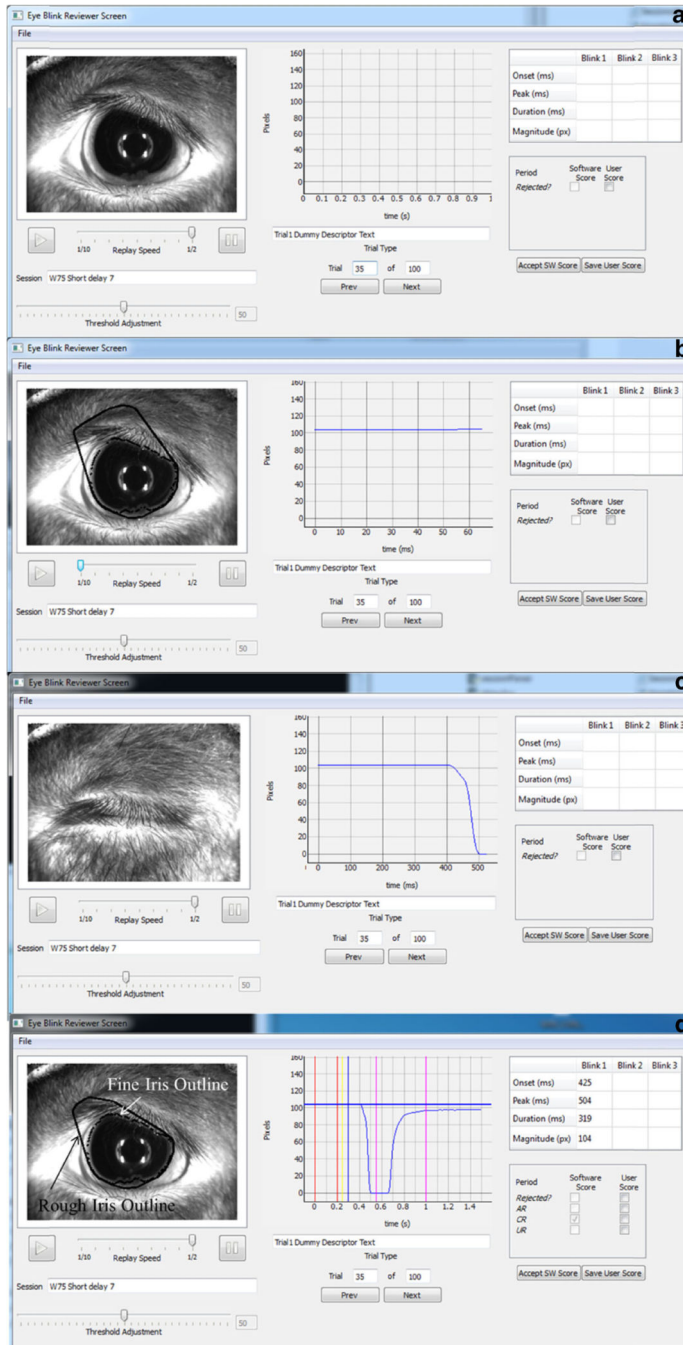 Eye Blink Reviewer Screen a
File
160
140
120
100
80
60
40
20
0
Pixels
0 0.1 0.2 0.3 0.4 0.5 0.6 0.7 0.8 0.9 1
time (s)
Blink 1 Blink 2 Blink 3
Onset (ms)
Peak (ms)
Duration (ms)
Magnitude (px)
Period Software Score User Score
Rejected?
1/10 Replay Speed 1/2
Trial1 Dummy Descriptor Text
Trial Type
Trial 35 of 100
Prev Next
Accept SW Score Save User Score
Session W75 Short delay 7
50
Threshold Adjustment
Eye Blink Reviewer Screen b
File
160
140
120
100
80
60
40
20
0
Pixels
0 10 20 30 40 50 60
time (ms)
Blink 1 Blink 2 Blink 3
Onset (ms)
Peak (ms)
Duration (ms)
Magnitude (px)
Period Software Score User Score
Rejected?
1/10 Replay Speed 1/2
Trial1 Dummy Descriptor Text
Trial Type
Trial 35 of 100
Prev Next
Accept SW Score Save User Score
Session W75 Short delay 7
50
Threshold Adjustment
Eye Blink Reviewer Screen c
File
160
140
120
100
80
60
40
20
0
Pixels
0 100 200 300 400 500
time (ms)
Blink 1 Blink 2 Blink 3
Onset (ms)
Peak (ms)
Duration (ms)
Magnitude (px)
Period Software Score User Score
Rejected?
1/10 Replay Speed 1/2
Trial1 Dummy Descriptor Text
Trial Type
Trial 35 of 100
Prev Next
Accept SW Score Save User Score
Session W75 Short delay 7
50
Threshold Adjustment
Eye Blink Reviewer Screen d
File
Fine Iris Outline
Rough Iris Outline
160
140
120
100
80
60
40
20
0
Pixels
0 0.2 0.4 0.6 0.8 1 1.2 1.4
time (s)
Blink 1 Blink 2 Blink 3
Onset (ms) 425
Peak (ms) 504
Duration (ms) 319
Magnitude (px) 104
Period Software Score User Score
Rejected?
AR
CR
UR
1/10 Replay Speed 1/2
Trial1 Dummy Descriptor Text
Trial Type
Trial 35 of 100
Prev Next
Accept SW Score Save User Score
Session W75 Short delay 7
50
Threshold Adjustment